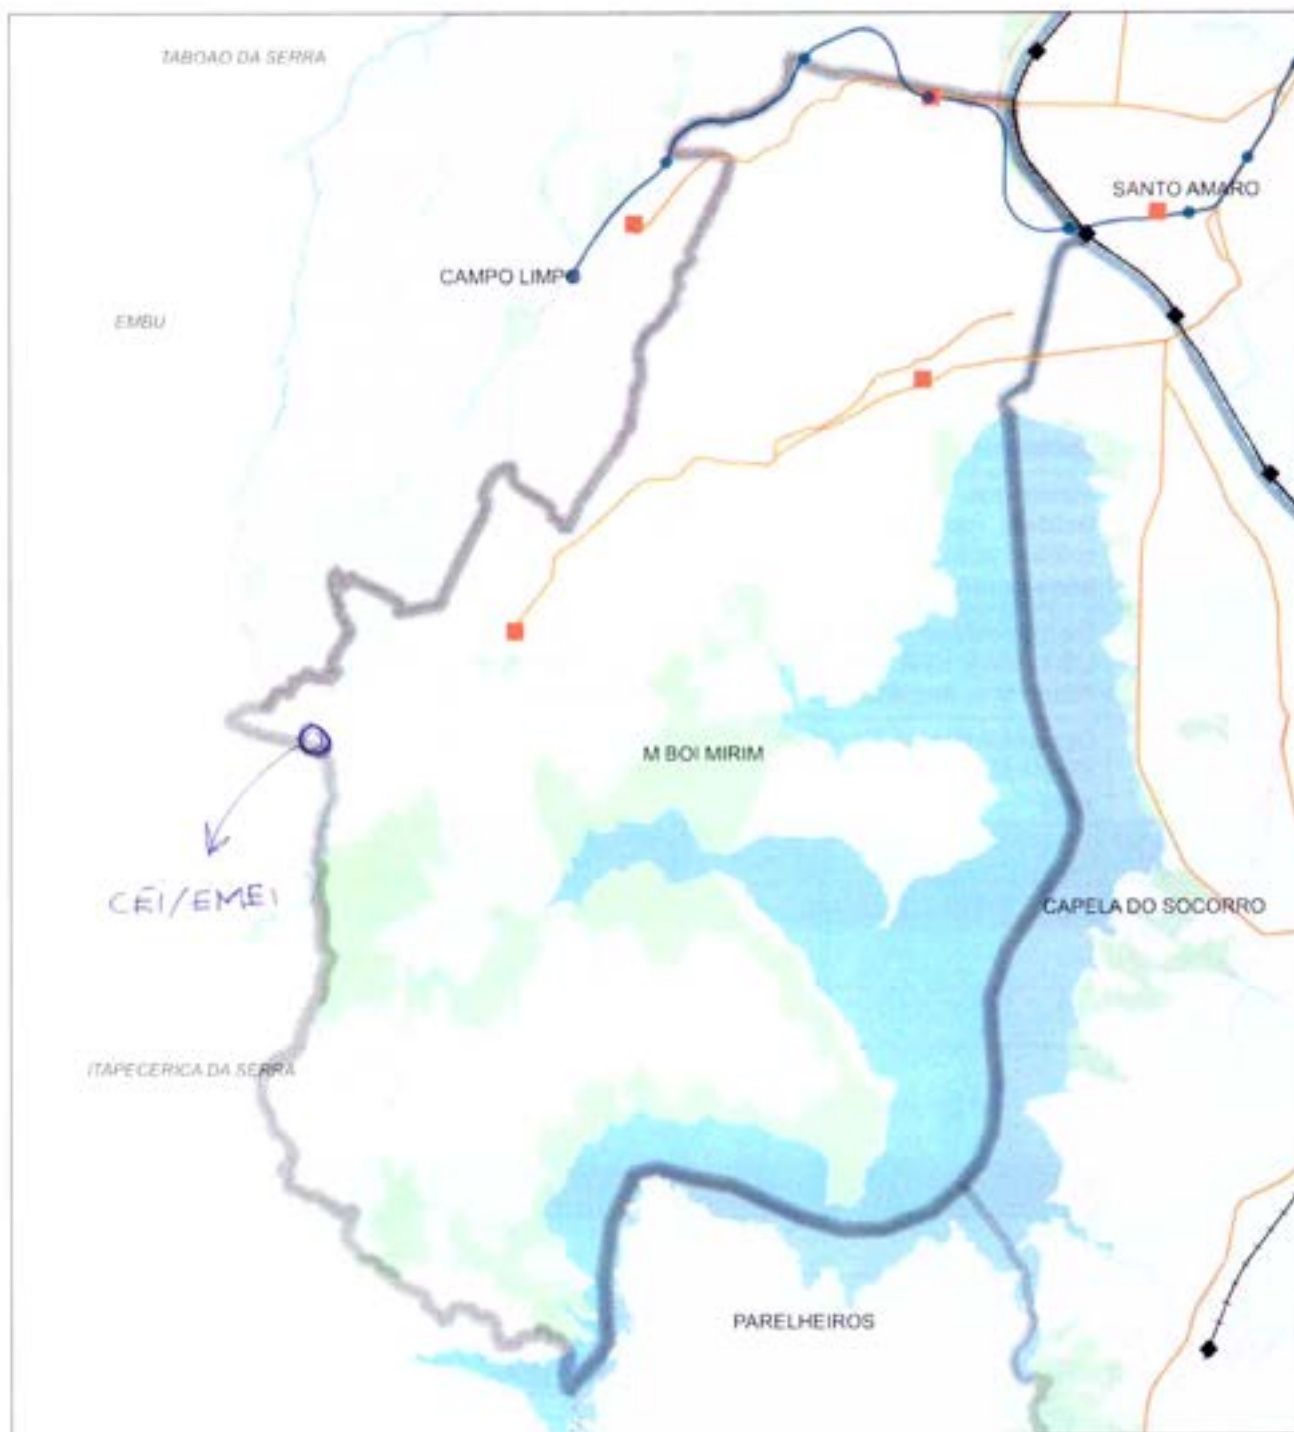 TABOAO DA SERRA
SANTO AMARO
CAMPO LIMPO
EMBU
M BOI MIRIM
CEI/EMEI
CAPELA DO SOCORRO
ITAPECERICA DA SERRA
PARELHEIROS